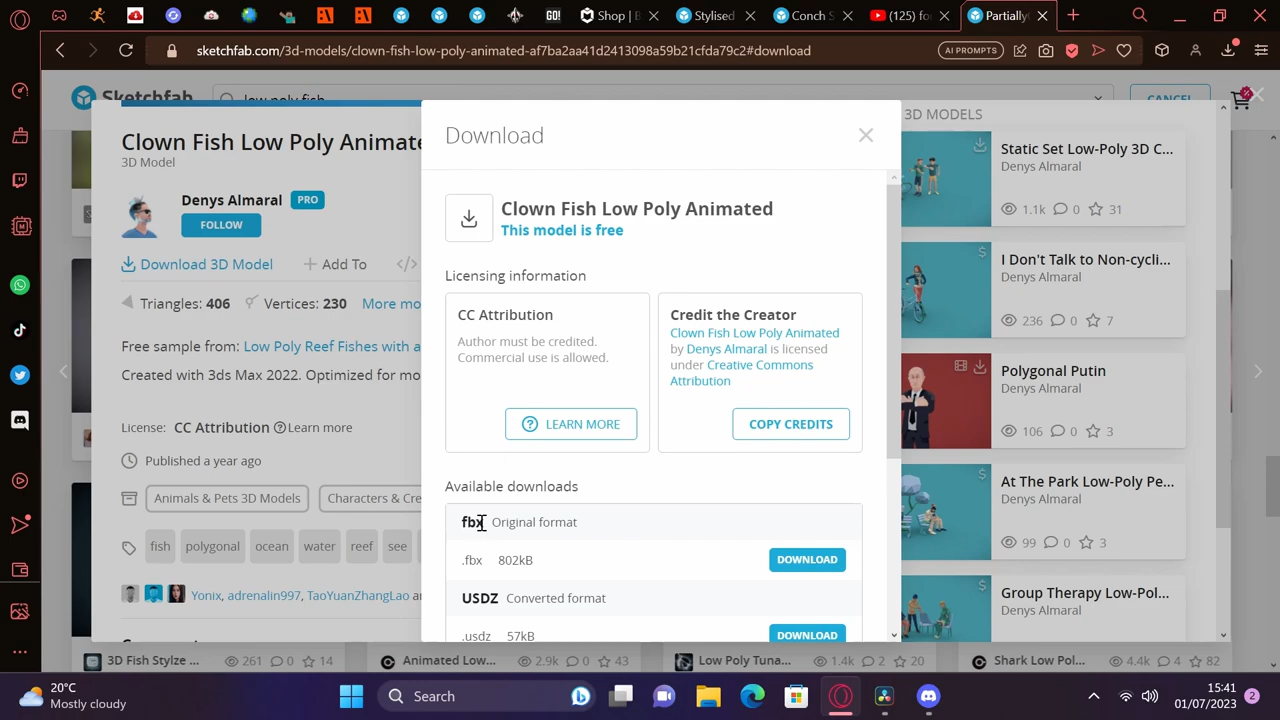 GO!
Shop | B
Stylised
Conch S
(125) fo
Partially
sketchfab.com/3d-models/clown-fish-low-poly-animated-af7ba2aa41d2413098a59b21cfda79c2#download
AI PROMPTS
Sketchfab
low poly fish
CANCEL
Clown Fish Low Poly Animate
3D Model
Denys Almaral PRO
FOLLOW
Download 3D Model
Add To
</>
Triangles: 406
Vertices: 230
More mo
Free sample from: Low Poly Reef Fishes with a
Created with 3ds Max 2022. Optimized for mo
License: CC Attribution Learn more
Published a year ago
Animals & Pets 3D Models
Characters & Cre
fish
polygonal
ocean
water
reef
see
Yonix, adrenalin997, TaoYuanZhangLao an
Download
Clown Fish Low Poly Animated
This model is free
Licensing information
CC Attribution
Author must be credited.
Commercial use is allowed.
? LEARN MORE
Credit the Creator
Clown Fish Low Poly Animated
by Denys Almaral is licensed
under Creative Commons
Attribution
COPY CREDITS
Available downloads
fbx Original format
.fbx 802kB DOWNLOAD
USDZ Converted format
.usdz 57kB DOWNLOAD
3D MODELS
Static Set Low-Poly 3D C...
Denys Almaral
1.1k 0 31
I Don't Talk to Non-cycli...
Denys Almaral
236 0 7
Polygonal Putin
Denys Almaral
106 0 3
At The Park Low-Poly Pe...
Denys Almaral
99 0 3
Group Therapy Low-Pol...
Denys Almaral
3D Fish Stylze ... 261 0 14
Animated Low... 2.9k 0 43
Low Poly Tuna... 1.4k 2 20
Shark Low Pol... 4.4k 4 82
20°C
Mostly cloudy
Search
15:41
01/07/2023
2